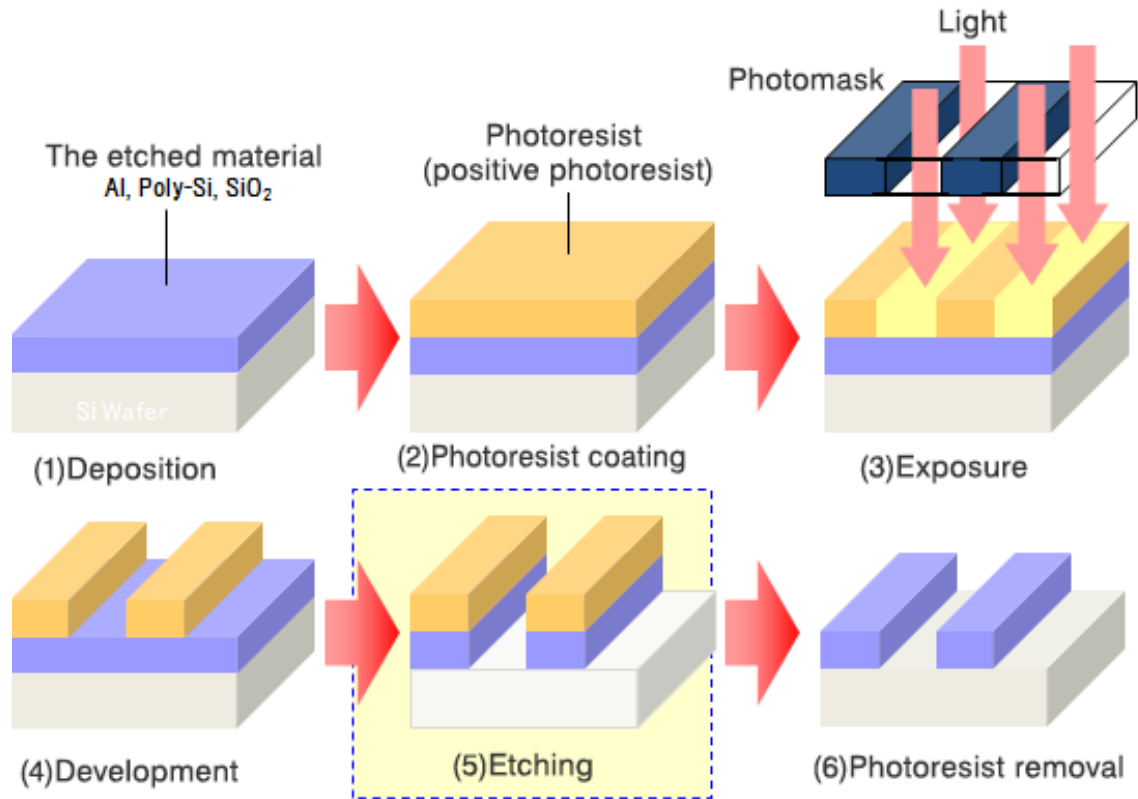 Light
Photomask
The etched material
Al, Poly-Si, SiO₂
Photoresist
(positive photoresist)
Si Wafer
(1)Deposition
(2)Photoresist coating
(3)Exposure
(4)Development
(5)Etching
(6)Photoresist removal